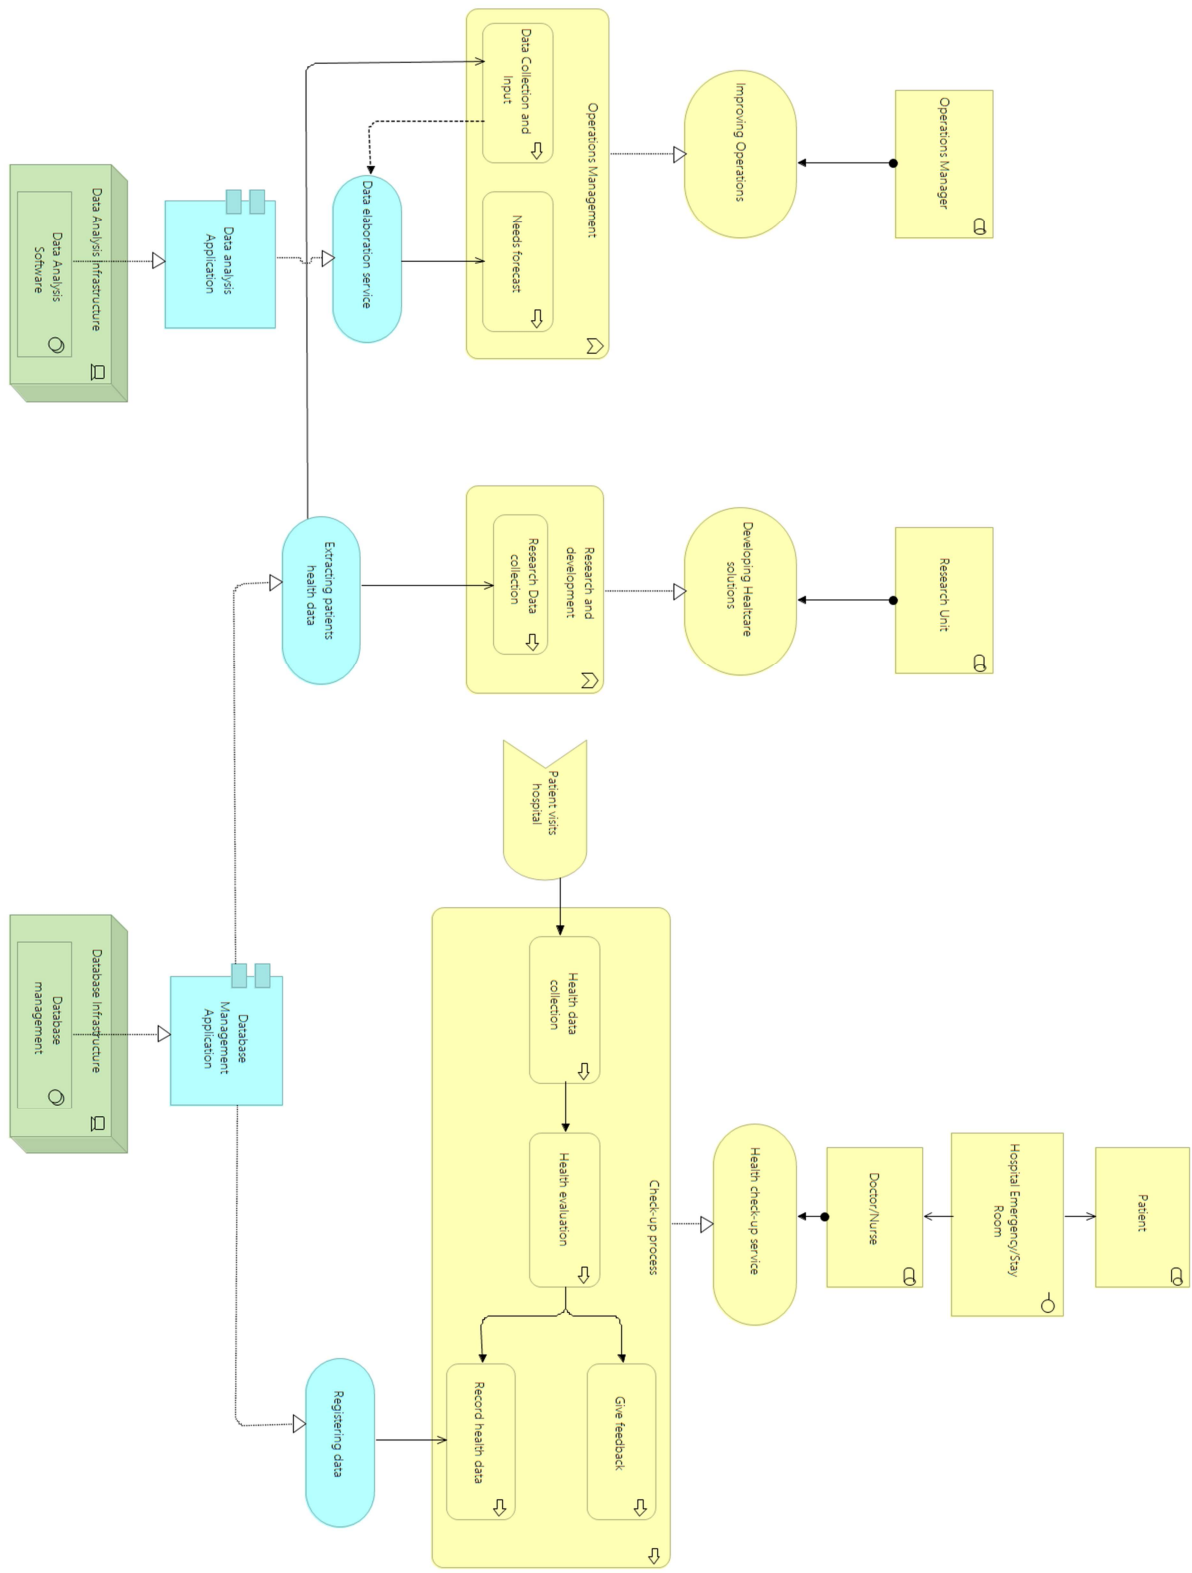 Patient
Hospital Emergency/Stay
Room
Operations Manager
Research Unit
Doctor/Nurse
Improving Operations
Developing Healtcare
solutions
Health check-up service
Operations Management
Data Collection and
Input
Needs forecast
Research and
development
Research Data
collection
Patient visits
hospital
Check-up process
Health data
collection
Health evaluation
Give feedback
Record health data
Data elaboration service
Extracting patients
health data
Registering data
Data analysis
Application
Database
Management
Application
Data Analysis Infrastructure
Data Analysis
Software
Database Infrastructure
Database
management